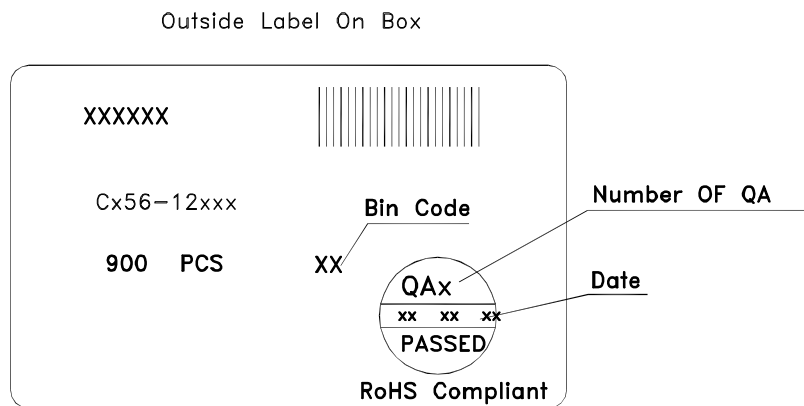 Outside Label On Box
XXXXXX
Cx56-12xxx
Bin Code
Number OF QA
900 PCS
XX
QAx
Date
xx xx xx
PASSED
RoHS Compliant